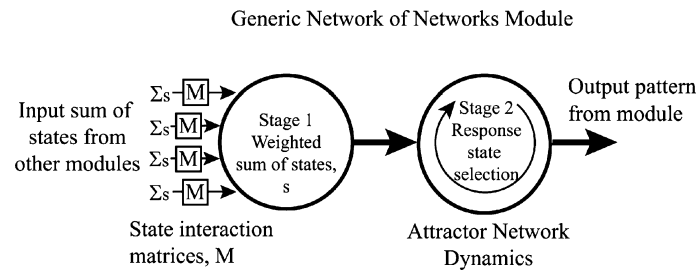 Generic Network of Networks Module
Input sum of
states from
other modules
Σs M
Σs M
Σs M
Σs M
State interaction
matrices, M
Stage 1
Weighted
sum of states,
s
Stage 2
Response
state
selection
Attractor Network
Dynamics
Output pattern
from module